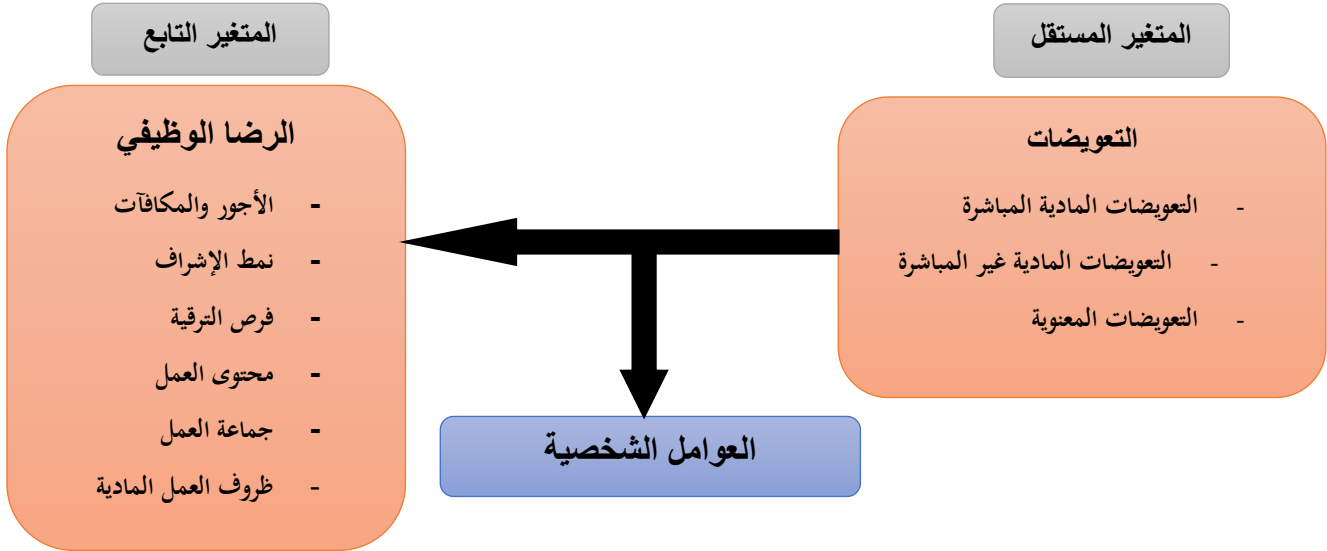 المتغير المستقل
التعويضات
- التعويضات المادية المباشرة
- التعويضات المادية غير المباشرة
- التعويضات المعنوية
المتغير التابع
الرضا الوظيفي
- الأجور والمكافآت
- نمط الإشراف
- فرص الترقية
- محتوى العمل
- جماعة العمل
- ظروف العمل المادية
العوامل الشخصية